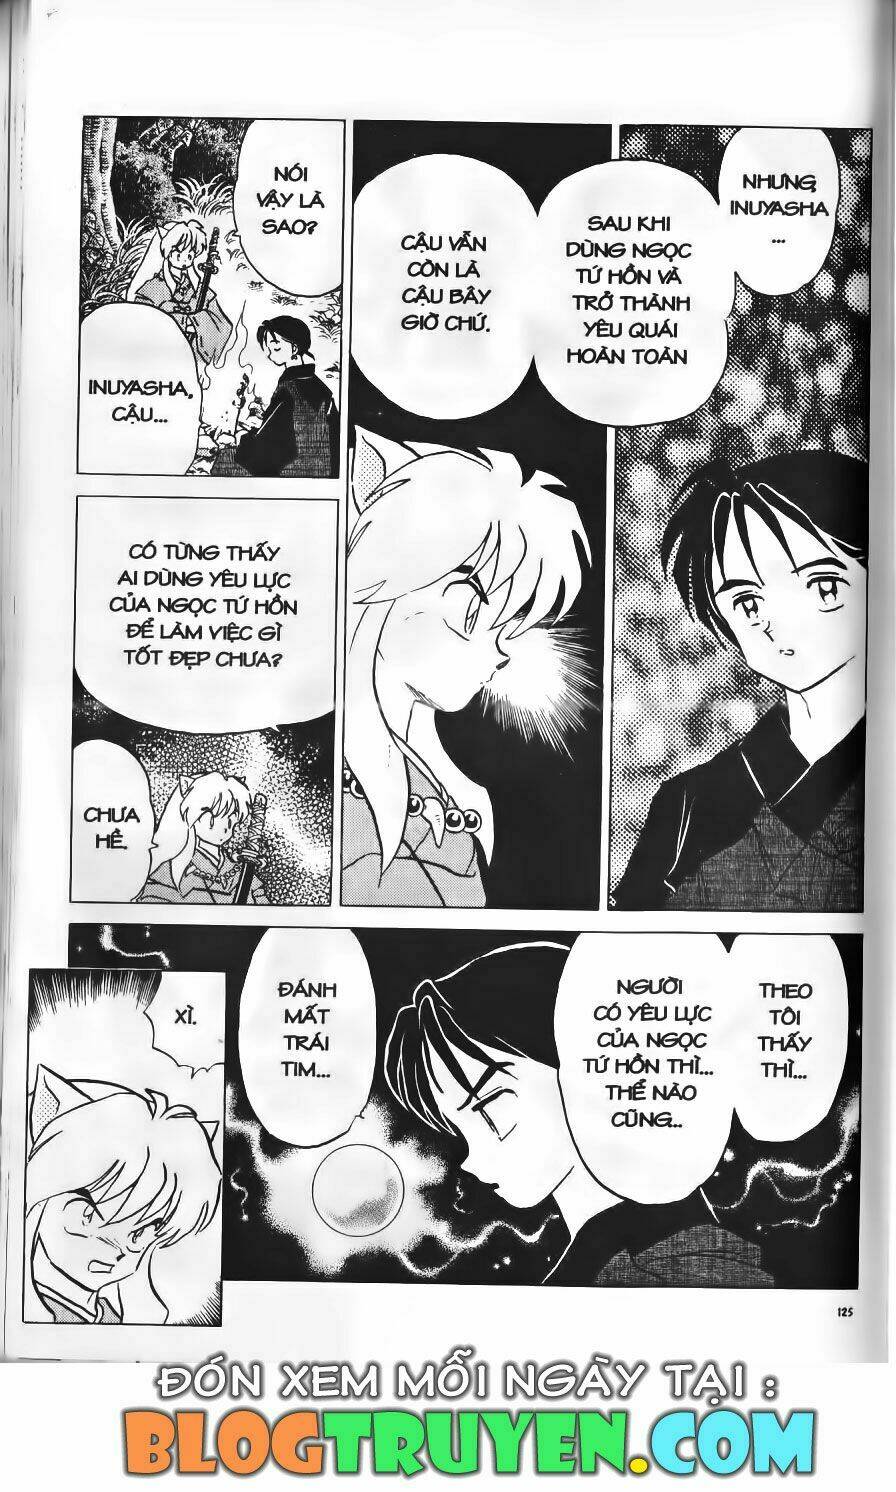 NHƯNG,
INUYASHA
...
SAU KHI
DÙNG NGỌC
TỨ HỒN VÀ
TRỞ THÀNH
YÊU QUÁI
HOÀN TOÀN
CẬU VẪN
CÒN LÀ
CẬU BÂY
GIỜ CHỨ.
NÓI
VẬY LÀ
SAO?
INUYASHA,
CẬU...
CÓ TỪNG THẤY
AI DÙNG YÊU LỰC
CỦA NGỌC TỨ HỒN
ĐỂ LÀM VIỆC GÌ
TỐT ĐẸP CHƯA?
CHƯA
HỀ.
THEO
TÔI
THẤY
THÌ...
NGƯỜI
CÓ YÊU LỰC
CỦA NGỌC
TỨ HỒN THÌ...
THẾ NÀO
CŨNG...
ĐÁNH
MẤT
TRÁI
TIM...
XÌ.
125
ĐÓN XEM MỖI NGÀY TẠI :
BLOGTRUYEN.COM